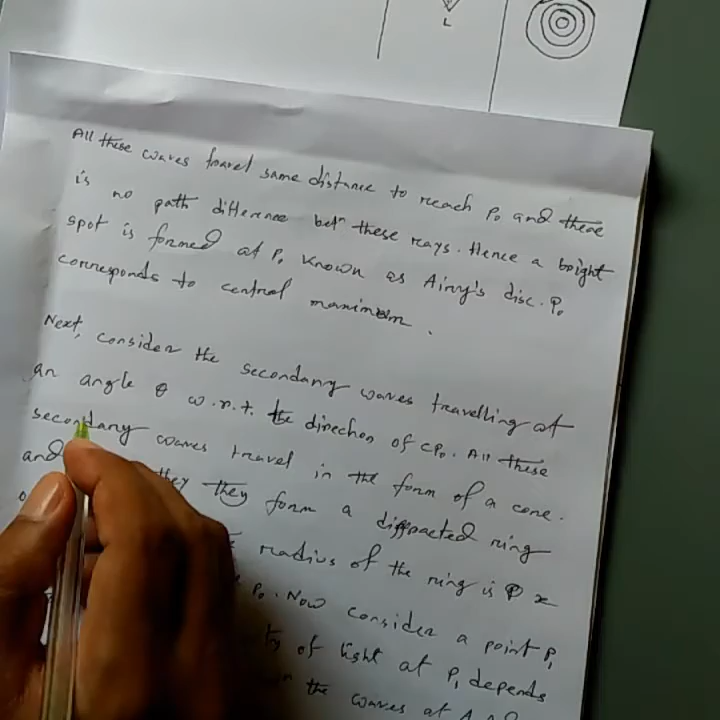 L
All these waves travel same distance to reach P₀ and there
is no path difference betn these rays. Hence a bright
spot is formed at P₀ known as Airy's disc. P₀
corresponds to central maximum.
Next, consider the secondary waves travelling at
an angle θ w.r.t. the direction of CP₀. All these
secondary waves travel in the form of a cone.
and they they form a diffracted ring
radius of the ring is x
P₀. Now consider a point P₁
of light at P₁ depends
the waves at